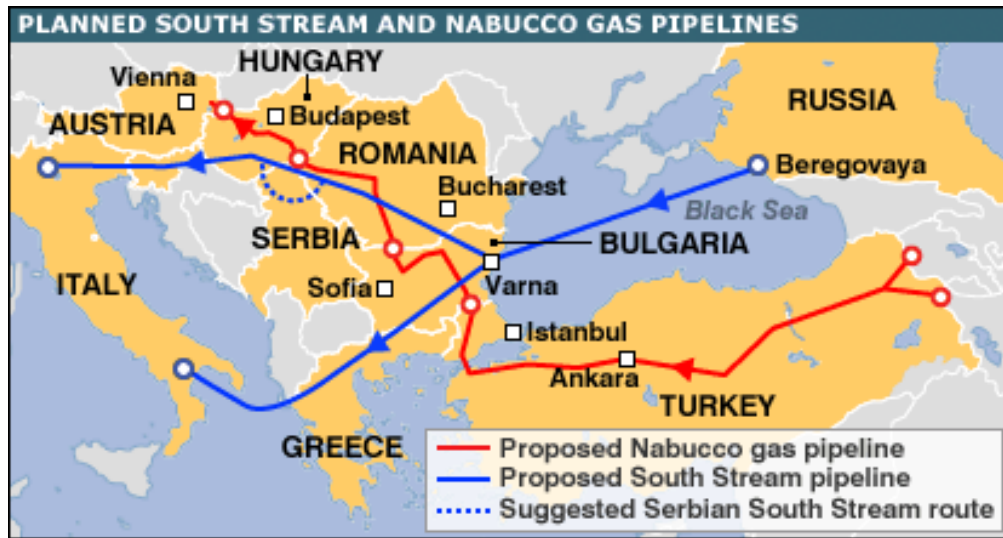 PLANNED SOUTH STREAM AND NABUCCO GAS PIPELINES
HUNGARY
Vienna
RUSSIA
Budapest
AUSTRIA
ROMANIA
Beregovaya
Bucharest
Black Sea
SERBIA
BULGARIA
ITALY
Sofia
Varna
Istanbul
Ankara
TURKEY
GREECE
Proposed Nabucco gas pipeline
Proposed South Stream pipeline
Suggested Serbian South Stream route